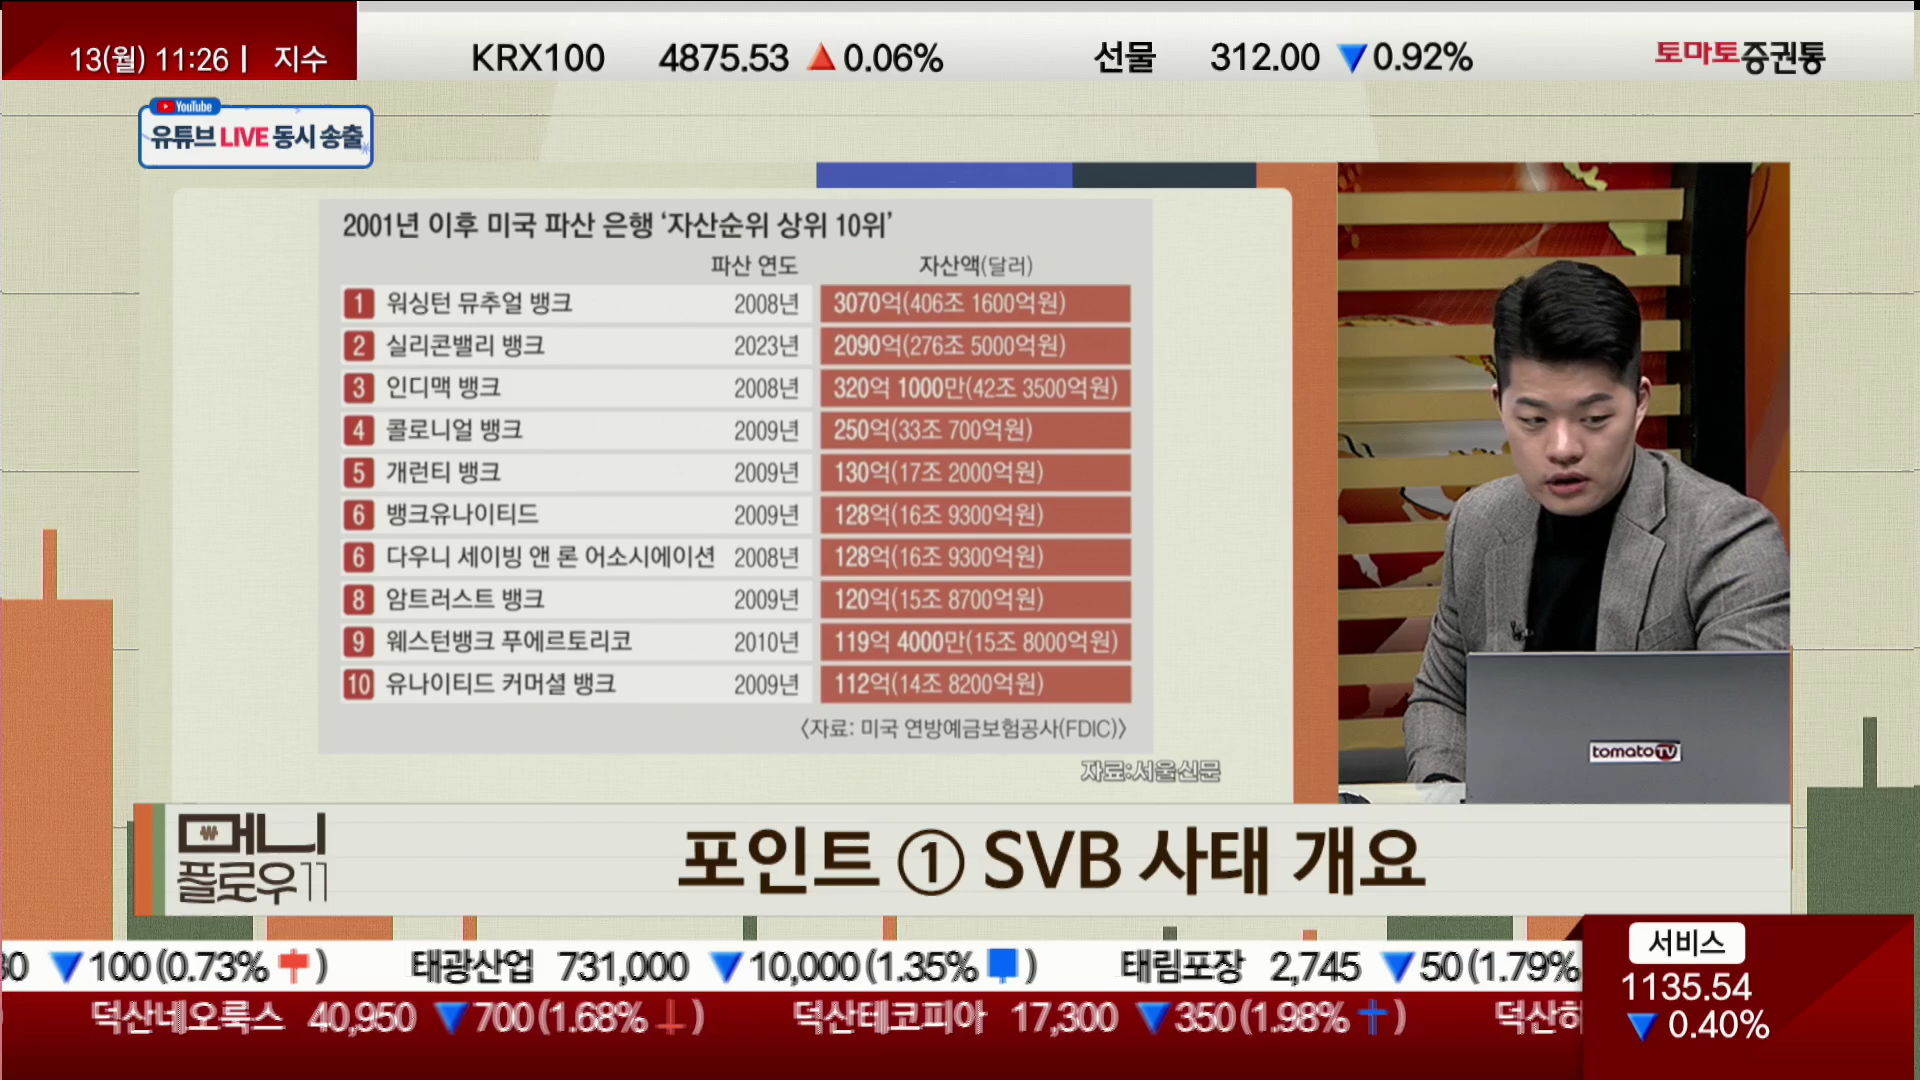 13(월) 11:26 | 지수
KRX100 4875.53 ▲ 0.06% 선물 312.00 ▼ 0.92%
토마토증권통
YouTube
유튜브 LIVE 동시 송출
2001년 이후 미국 파산 은행 ‘자산순위 상위 10위’
파산 연도 자산액(달러)
1 워싱턴 뮤추얼 뱅크 2008년 3070억(406조 1600억원)
2 실리콘밸리 뱅크 2023년 2090억(276조 5000억원)
3 인디맥 뱅크 2008년 320억 1000만(42조 3500억원)
4 콜로니얼 뱅크 2009년 250억(33조 700억원)
5 개런티 뱅크 2009년 130억(17조 2000억원)
6 뱅크유나이티드 2009년 128억(16조 9300억원)
6 다우니 세이빙 앤 론 어소시에이션 2008년 128억(16조 9300억원)
8 암트러스트 뱅크 2009년 120억(15조 8700억원)
9 웨스턴뱅크 푸에르토리코 2010년 119억 4000만(15조 8000억원)
10 유나이티드 커머셜 뱅크 2009년 112억(14조 8200억원)
〈자료: 미국 연방예금보험공사(FDIC)〉
자료:서울신문
tomatoTV
머니
플로우11
포인트 ① SVB 사태 개요
▼100(0.73% ) 태광산업 731,000 ▼10,000(1.35% ) 태림포장 2,745 ▼50(1.79%
덕산네오룩스 40,950 ▼700(1.68% ) 덕산테코피아 17,300 ▼350(1.98% ) 덕산하
서비스
1135.54
▼ 0.40%